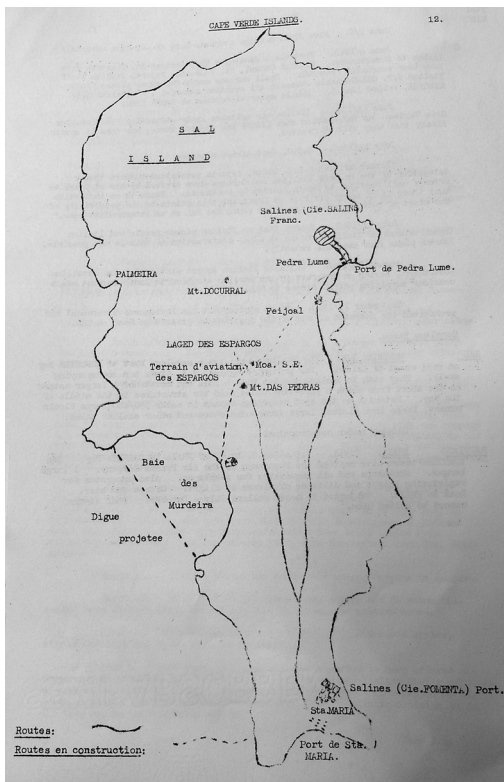 CAPE VERDE ISLANDS.
12.
S A L
I S L A N D
Salines (Cie.SALINS)
Franc.
Pedra Lume
Port de Pedra Lume.
PALMEIRA
Mt.DOCURRAL
Feijoal
LAGED DES ESPARGOS
Terrain d'aviation
Moa. S.E.
des ESPARGOS
Mt.DAS PEDRAS
Baie
des
Murdeira
Digue
projetee
Salines (Cie.FOMENTA) Port.
Sta.MARIA
Routes:
Port de Sta.
Routes en construction:
MARIA.